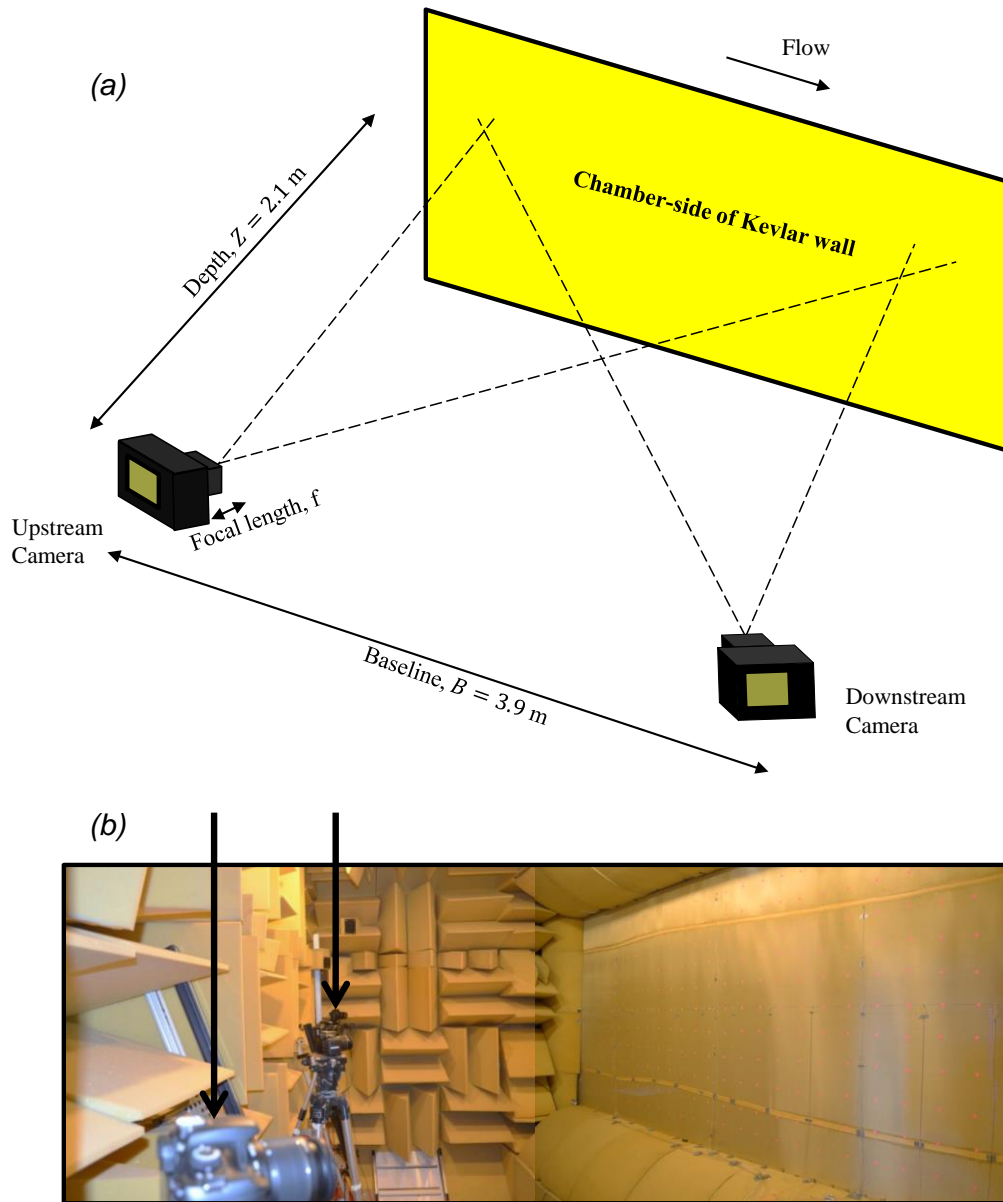 (a)
Flow
Chamber-side of Kevlar wall
Depth, Z = 2.1 m
Focal length, f
Upstream
Camera
Baseline, B = 3.9 m
Downstream
Camera
(b)